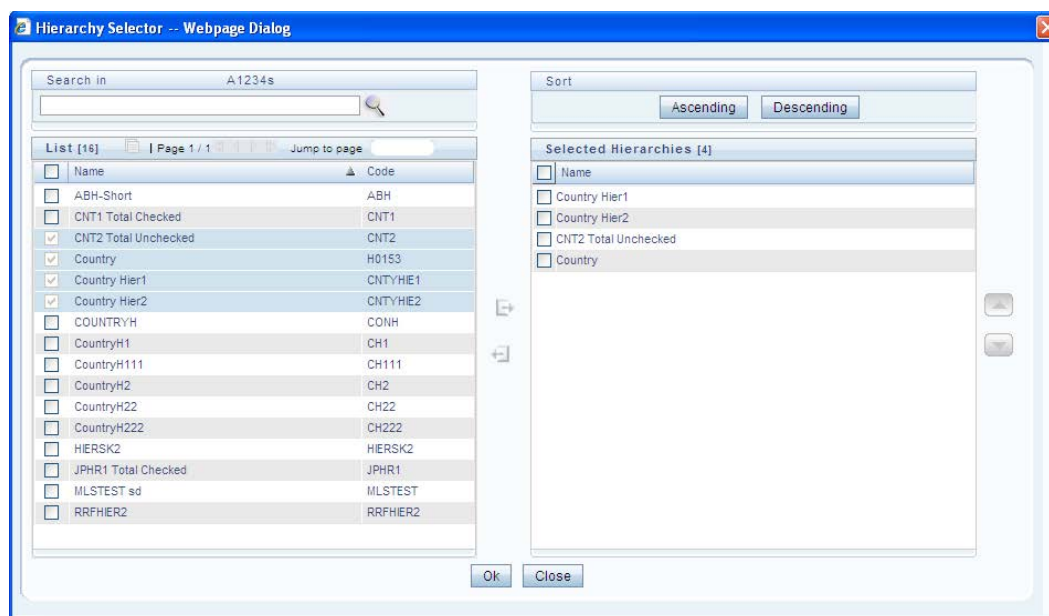 Hierarchy Selector -- Webpage Dialog
Search in A1234s
Sort
Ascending Descending
List [16] | Page 1 / 1 Jump to page
Selected Hierarchies [4]
Name Code
Name
ABH-Short ABH
Country Hier1
CNT1 Total Checked CNT1
Country Hier2
CNT2 Total Unchecked CNT2
CNT2 Total Unchecked
Country H0153
Country
Country Hier1 CNTYHIE1
Country Hier2 CNTYHIE2
COUNTRYH CONH
CountryH1 CH1
CountryH111 CH111
CountryH2 CH2
CountryH22 CH22
CountryH222 CH222
HIERSK2 HIERSK2
JPHR1 Total Checked JPHR1
MLSTEST sd MLSTEST
RRFHIER2 RRFHIER2
Ok Close